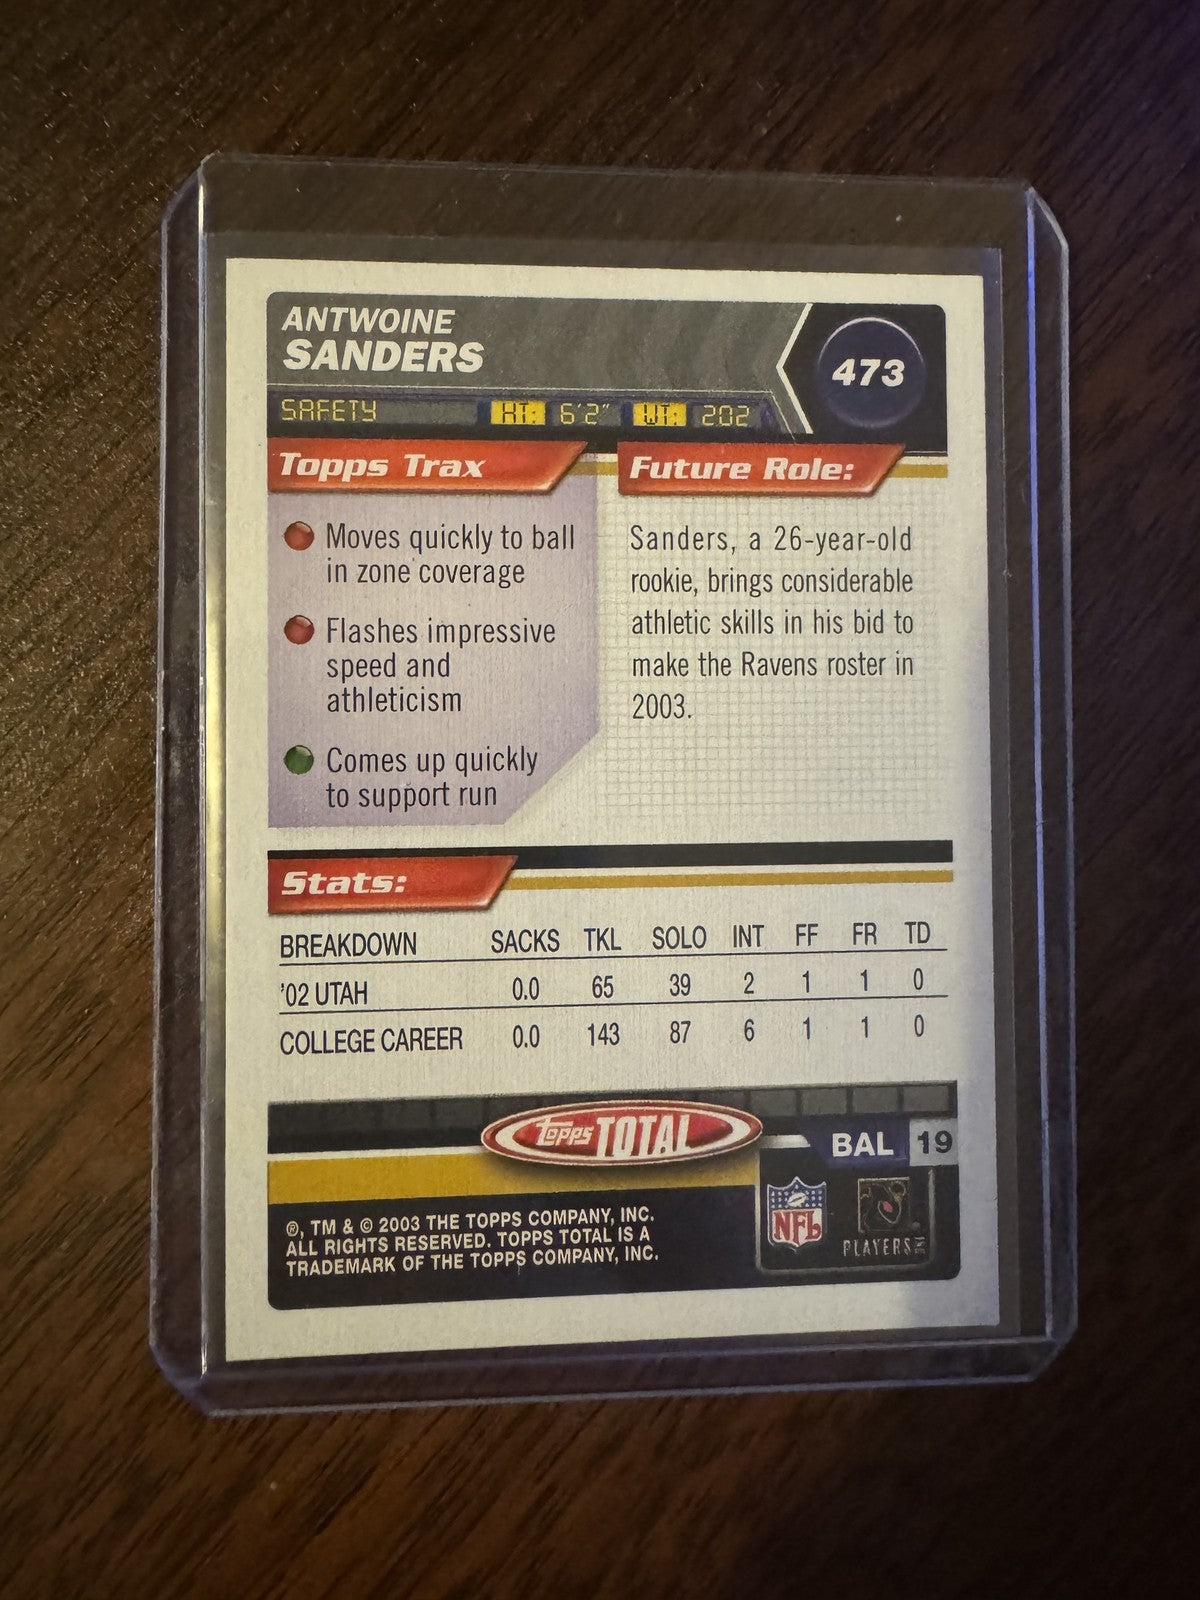 ANTWOINE
SANDERS
473
SAFETY HT: 6'2" WT: 202
Topps Trax
Moves quickly to ball
in zone coverage
Flashes impressive
speed and
athleticism
Comes up quickly
to support run
Future Role:
Sanders, a 26-year-old
rookie, brings considerable
athletic skills in his bid to
make the Ravens roster in
2003.
Stats:
BREAKDOWN SACKS TKL SOLO INT FF FR TD
'02 UTAH 0.0 65 39 2 1 1 0
COLLEGE CAREER 0.0 143 87 6 1 1 0
Topps TOTAL
BAL 19
®, TM & © 2003 THE TOPPS COMPANY, INC.
ALL RIGHTS RESERVED. TOPPS TOTAL IS A
TRADEMARK OF THE TOPPS COMPANY, INC.
NFL
PLAYERS INC